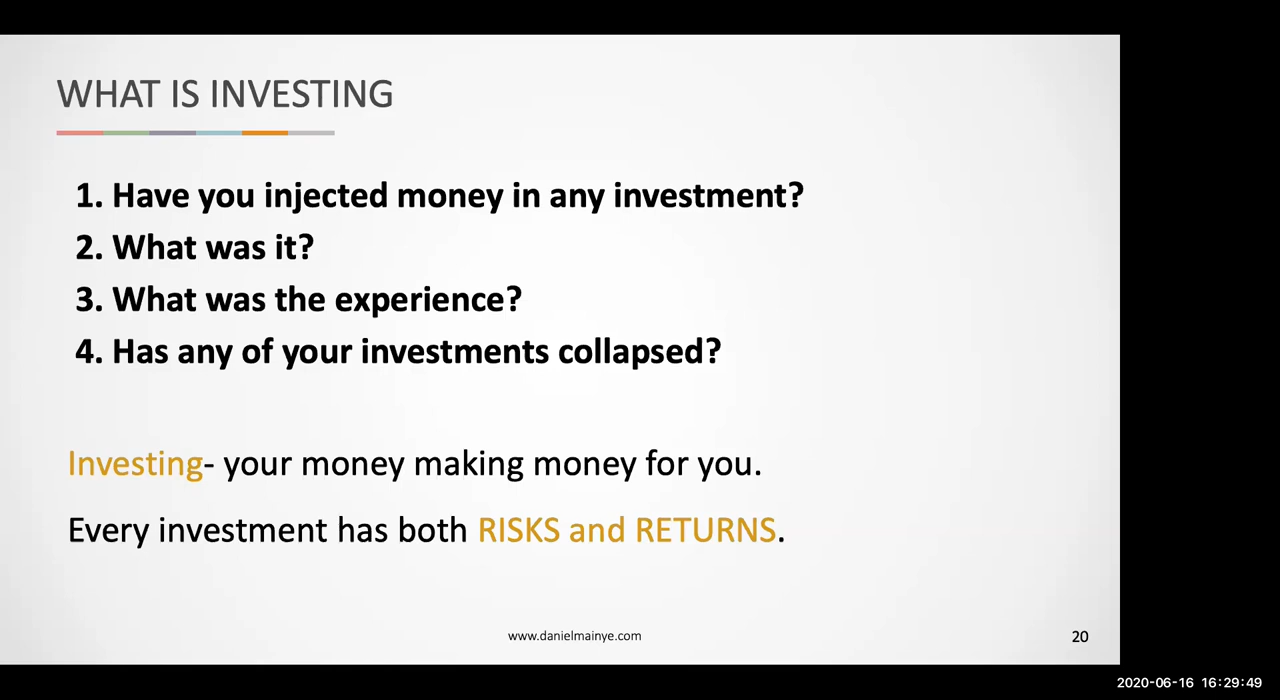 WHAT IS INVESTING
1. Have you injected money in any investment?
2. What was it?
3. What was the experience?
4. Has any of your investments collapsed?
Investing- your money making money for you.
Every investment has both RISKS and RETURNS.
www.danielmainye.com
20
2020-06-16 16:29:49